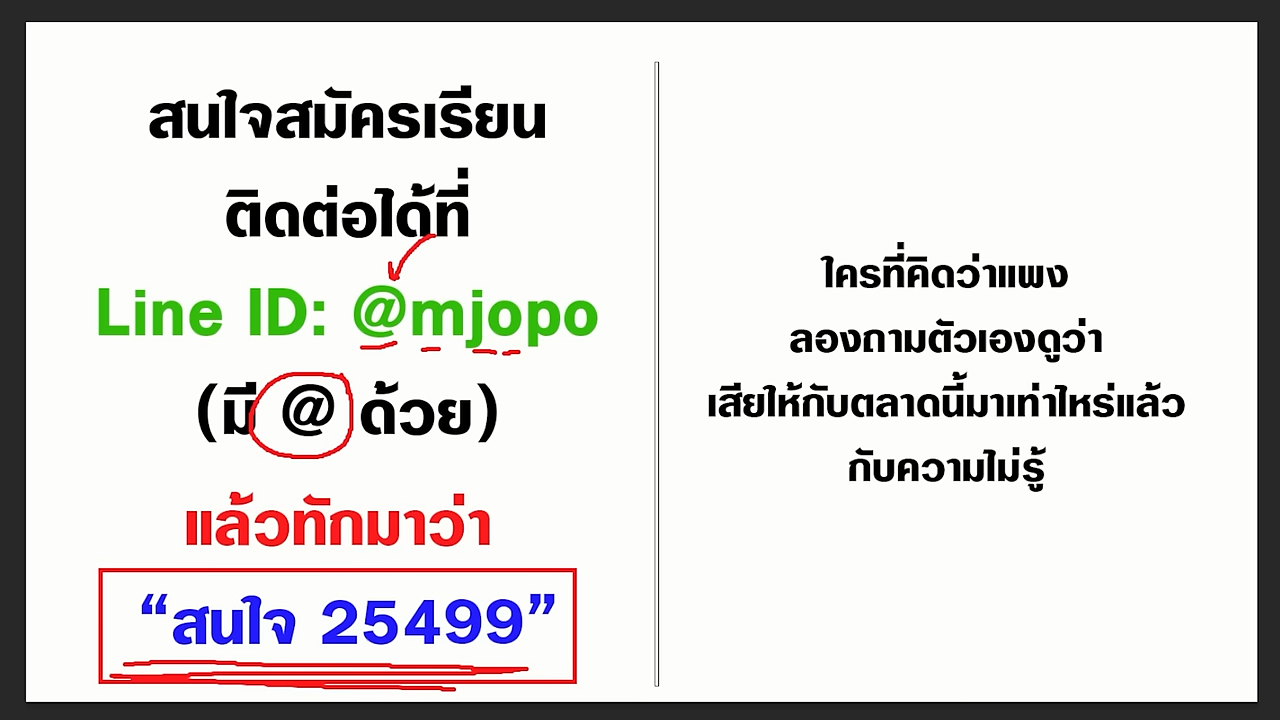 สนใจสมัครเรียน
ติดต่อได้ที่
Line ID: @mjopo
(มี @ ด้วย)
แล้วทักมาว่า
“สนใจ 25499”
ใครที่คิดว่าแพง
ลองถามตัวเองดูว่า
เสียให้กับตลาดนี้มาเท่าไหร่แล้ว
กับความไม่รู้